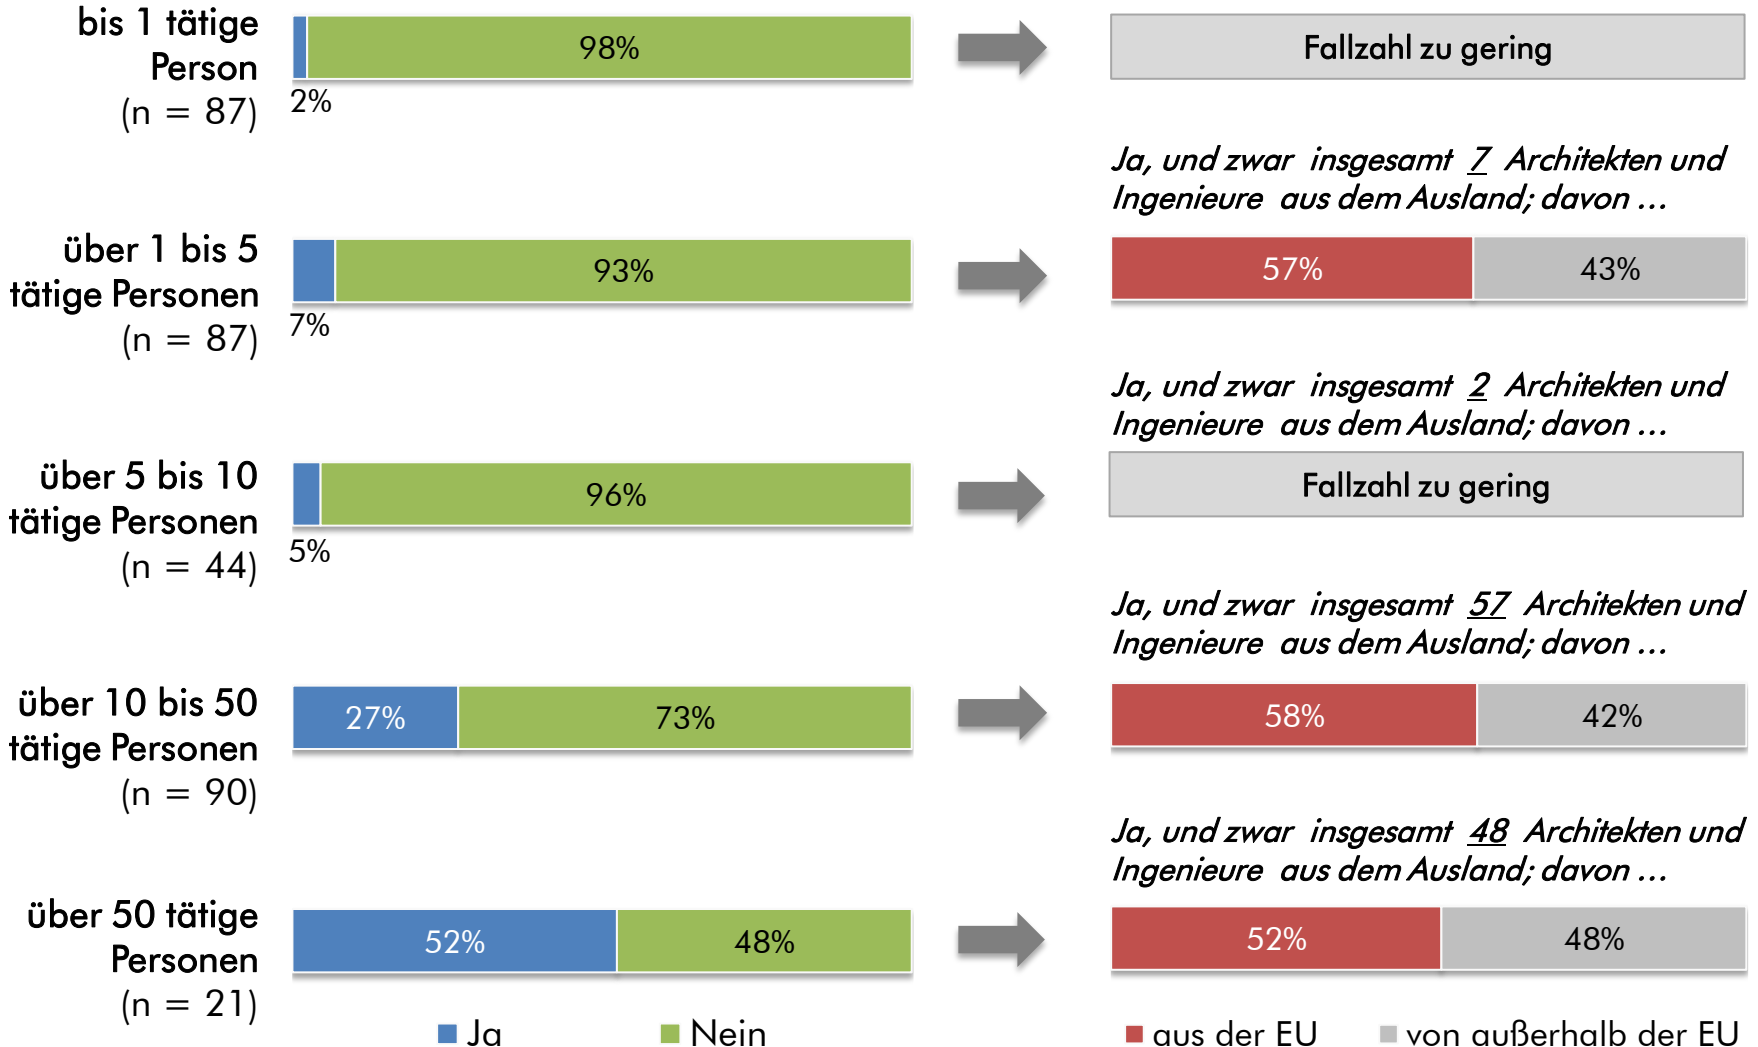 bis 1 tätige
Person
(n = 87)
98%
2%
Fallzahl zu gering
Ja, und zwar insgesamt 7 Architekten und
Ingenieure aus dem Ausland; davon ...
über 1 bis 5
tätige Personen
(n = 87)
93%
7%
57%
43%
Ja, und zwar insgesamt 2 Architekten und
Ingenieure aus dem Ausland; davon ...
über 5 bis 10
tätige Personen
(n = 44)
96%
5%
Fallzahl zu gering
Ja, und zwar insgesamt 57 Architekten und
Ingenieure aus dem Ausland; davon ...
über 10 bis 50
tätige Personen
(n = 90)
27%
73%
58%
42%
Ja, und zwar insgesamt 48 Architekten und
Ingenieure aus dem Ausland; davon ...
über 50 tätige
Personen
(n = 21)
52%
48%
52%
48%
Ja
Nein
aus der EU
von außerhalb der EU